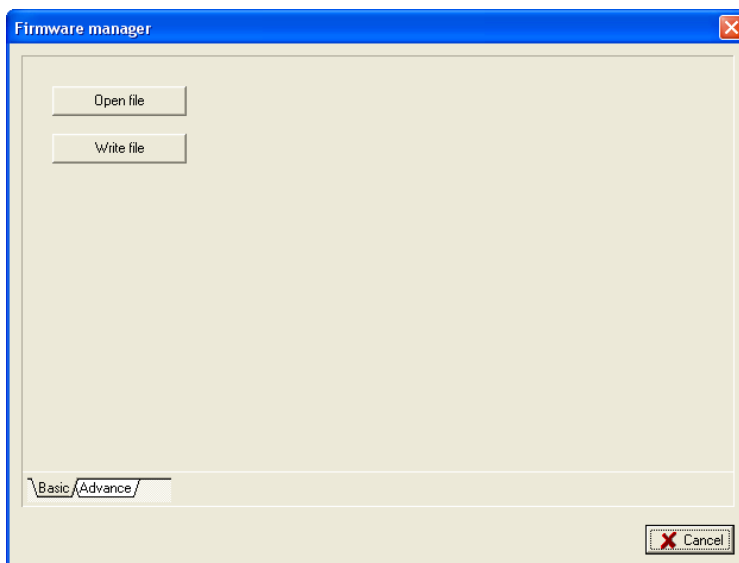 Firmware manager
Open file
Write file
Basic Advance
Cancel